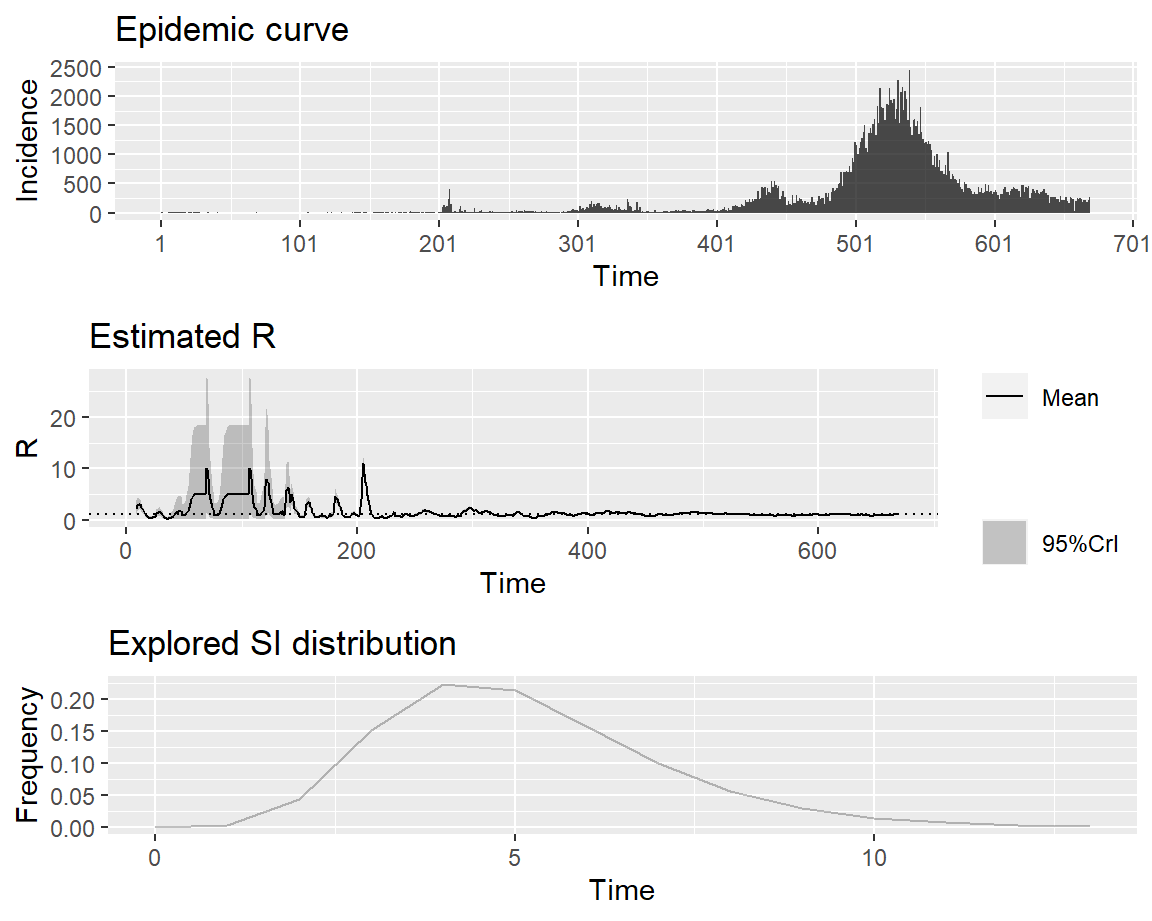 Epidemic curve
2500
2000
1500
1000
500
0
Incidence
1 101 201 301 401 501 601 701
Time
Estimated R
20
10
0
R
0 200 400 600
Time
Mean
95%CrI
Explored SI distribution
0.20
0.15
0.10
0.05
0.00
Frequency
0 5 10
Time